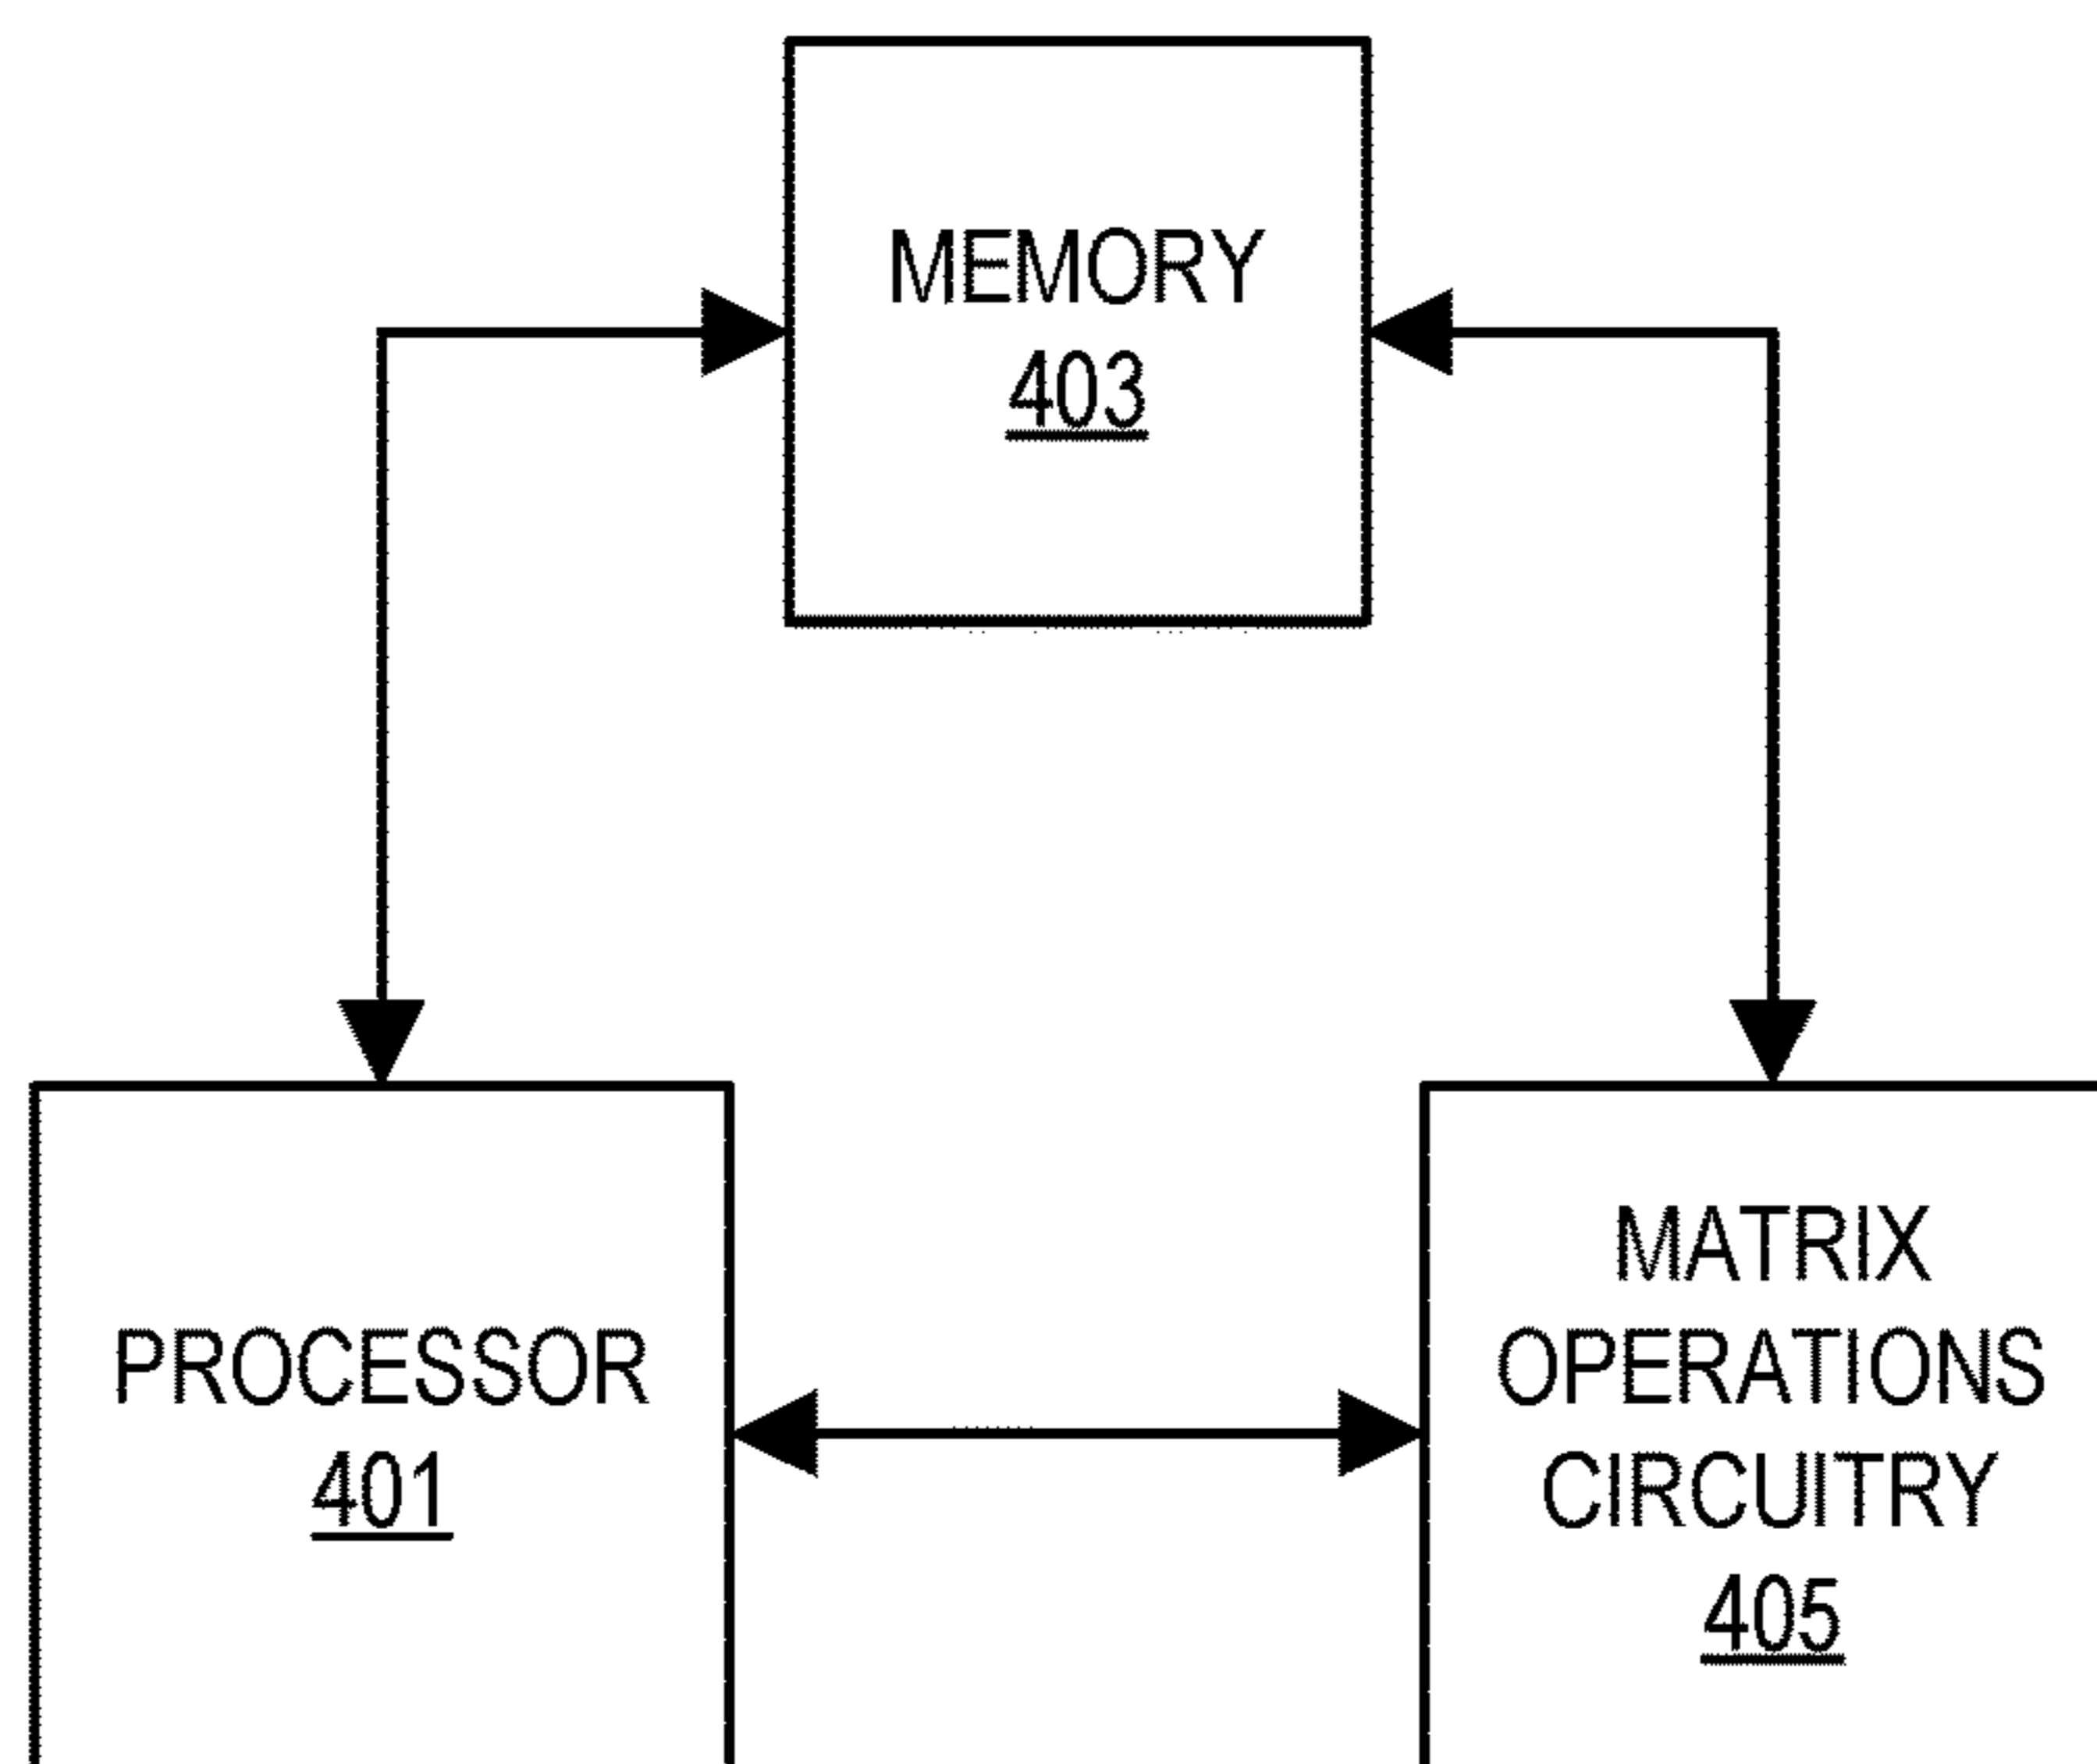 MEMORY
403
PROCESSOR
401
MATRIX
OPERATIONS
CIRCUITRY
405